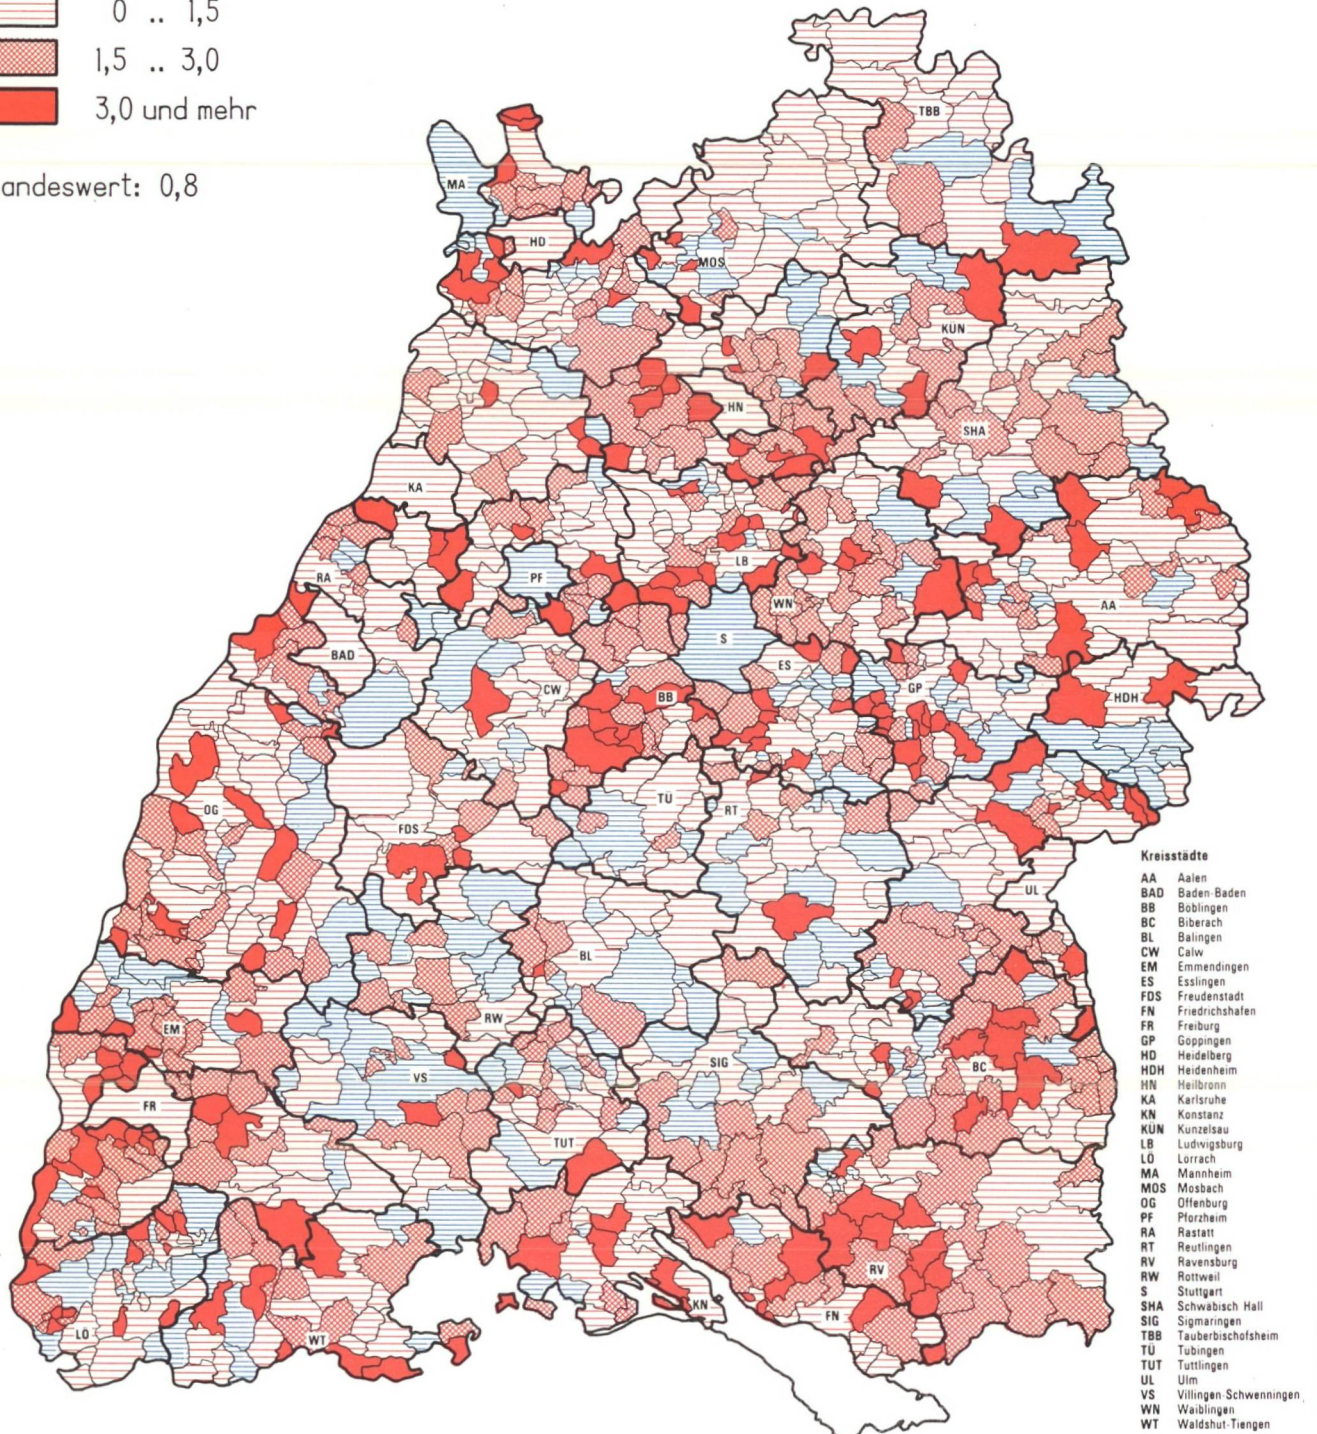 0 .. 1,5
1,5 .. 3,0
3,0 und mehr
andeswert: 0,8
TBB
MA
HD
MOS
KÜN
HN
SHA
KA
LB
RA
PF
AA
WN
S
BAD
ES
CW
BB
GP
HDH
OG
TÜ
RT
FDS
UL
BL
RW
EM
SIG
VS
BC
FR
TUT
RV
KN
FN
LÖ
WT
Kreisstädte
AA Aalen
BAD Baden-Baden
BB Boblingen
BC Biberach
BL Balingen
CW Calw
EM Emmendingen
ES Esslingen
FDS Freudenstadt
FN Friedrichshafen
FR Freiburg
GP Goppingen
HD Heidelberg
HDH Heidenheim
HN Heilbronn
KA Karlsruhe
KN Konstanz
KÜN Kunzelsau
LB Ludwigsburg
LÖ Lorrach
MA Mannheim
MOS Mosbach
OG Offenburg
PF Pforzheim
RA Rastatt
RT Reutlingen
RV Ravensburg
RW Rottweil
S Stuttgart
SHA Schwäbisch Hall
SIG Sigmaringen
TBB Tauberbischofsheim
TÜ Tubingen
TUT Tuttlingen
UL Ulm
VS Villingen-Schwenningen
WN Waiblingen
WT Waldshut-Tiengen